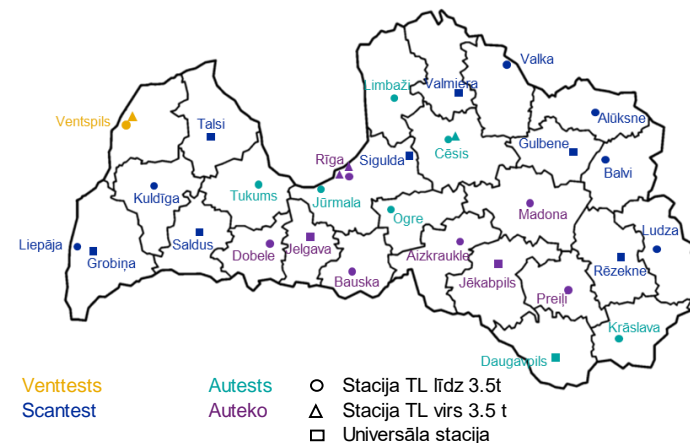 Valka
Limbaži
Valmiera
Alūksne
Ventspils
Talsi
Rīga
Sigulda
Cēsis
Gulbene
Balvi
Kuldīga
Tukums
Jūrmala
Ogre
Madona
Liepāja
Grobiņa
Saldus
Dobele
Jelgava
Aizkraukle
Ludza
Rēzekne
Bauska
Jēkabpils
Preiļi
Krāslava
Daugavpils
Venttests
Autests
Stacija TL līdz 3.5t
Scantest
Auteko
Stacija TL virs 3.5 t
Universāla stacija